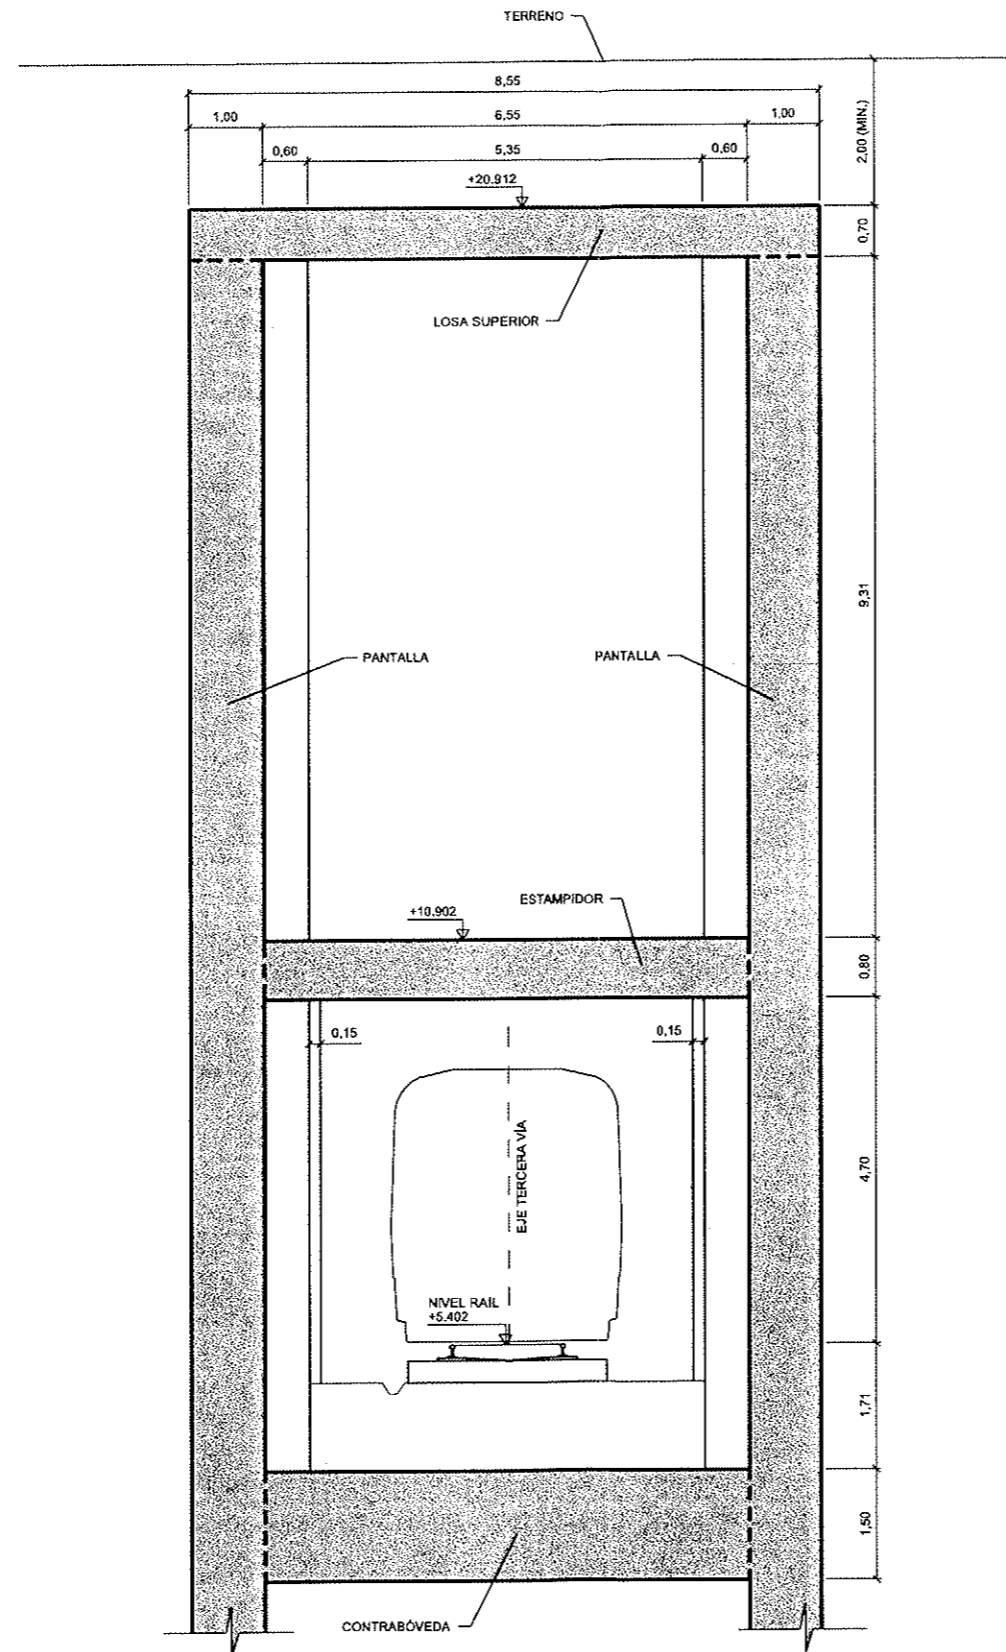 TERRENO
8,55
1,00
6,55
1,00
2,00 (MIN.)
0,60
5,35
0,60
+20.912
0,70
LOSA SUPERIOR
9,31
PANTALLA
PANTALLA
ESTAMPIDOR
+10.902
0,80
0,15
0,15
EJE TERCERA VÍA
4,70
NIVEL RAÍL
+5.402
1,71
1,50
CONTRABÓVEDA